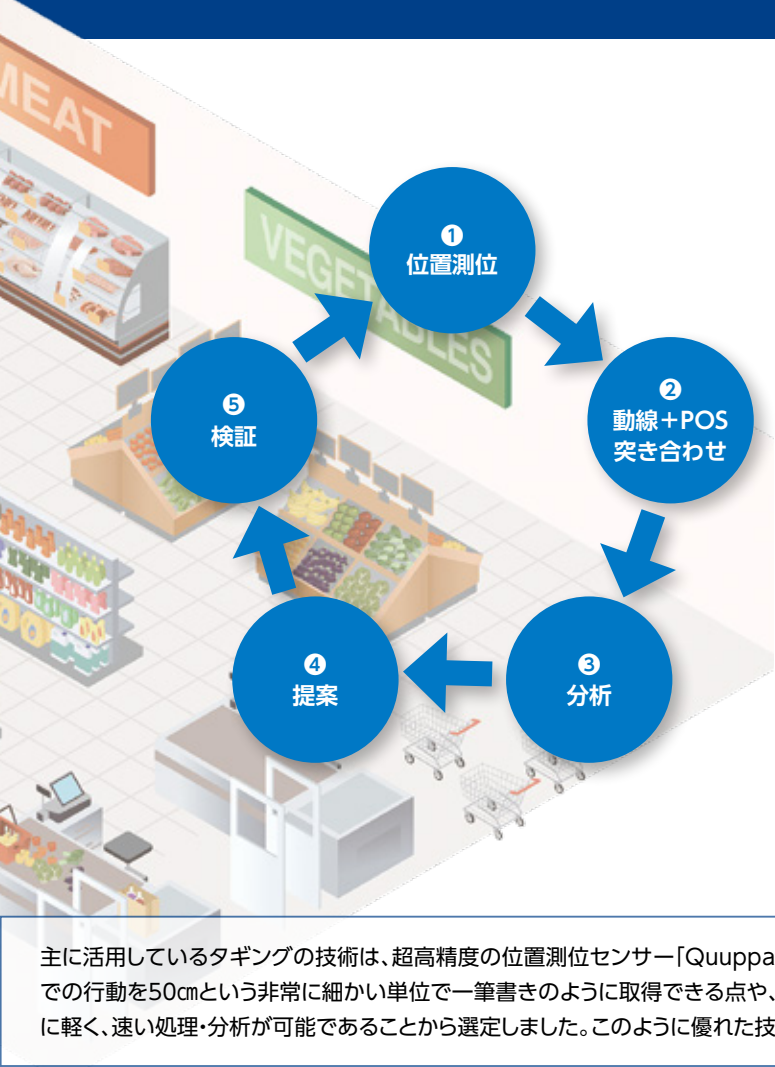 MEAT
VEGETABLES
❶
位置測位
❷
動線+POS
突き合わせ
❸
分析
❹
提案
❺
検証
主に活用しているタギングの技術は、超高精度の位置測位センサー「Quuppa
での行動を50㎝という非常に細かい単位で一筆書きのように取得できる点や、
に軽く、速い処理・分析が可能であることから選定しました。このように優れた技